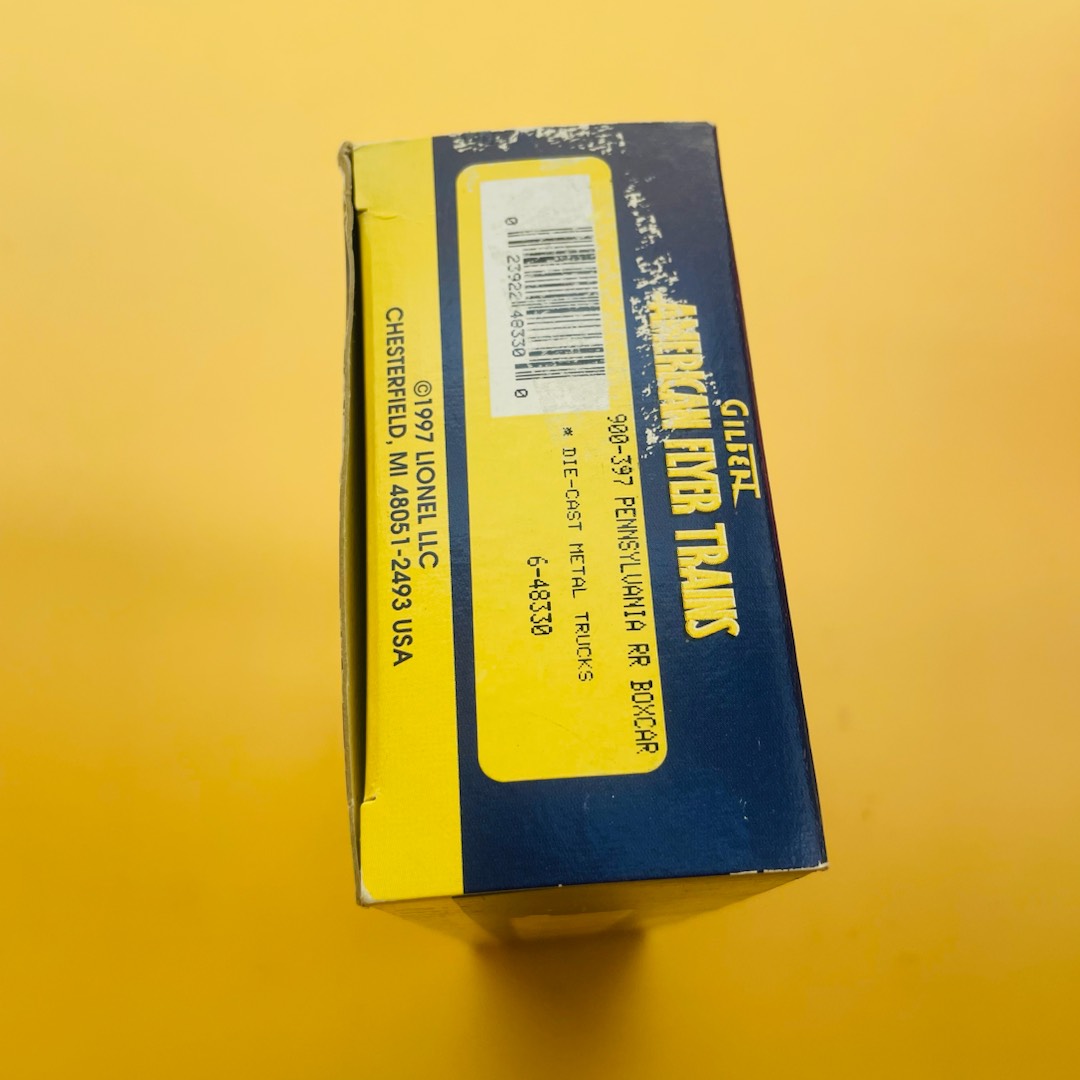 GILBERT
AMERICAN FLYER TRAINS
900-397 PENNSYLVANIA RR BOXCAR
* DIE-CAST METAL TRUCKS
6-48330
0 23922 48330 0
©1997 LIONEL LLC
CHESTERFIELD, MI 48051-2493 USA